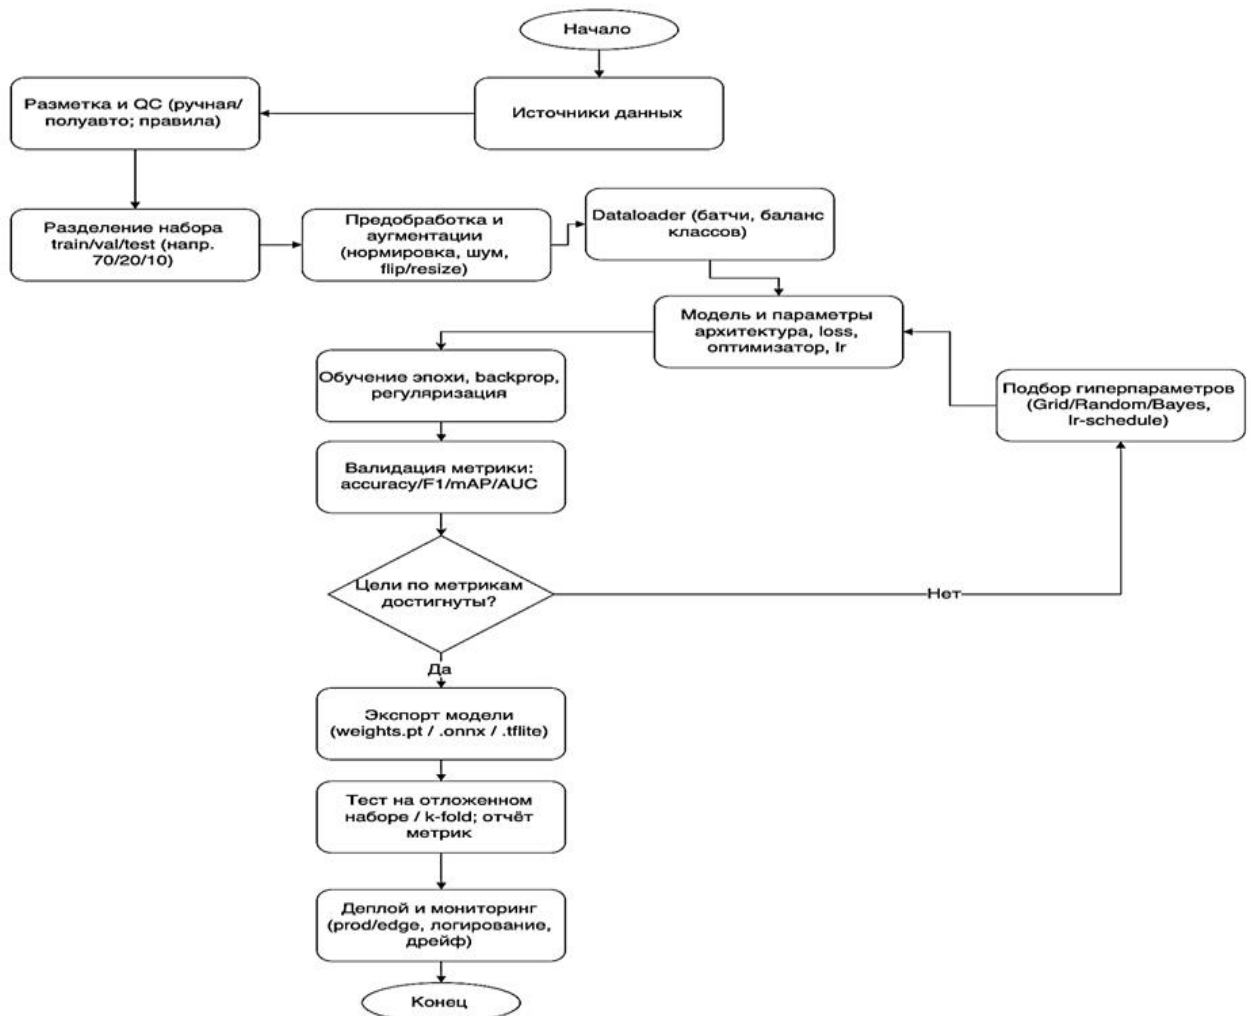 Начало
Источники данных
Разметка и QC (ручная/
полуавто; правила)
Разделение набора
train/val/test (напр.
70/20/10)
Предобработка и
аугментации
(нормировка, шум,
flip/resize)
Dataloader (батчи, баланс
классов)
Модель и параметры
архитектура, loss,
оптимизатор, lr
Подбор гиперпараметров
(Grid/Random/Bayes,
lr-schedule)
Обучение эпохи, backprop,
регуляризация
Валидация метрики:
accuracy/F1/mAP/AUC
Цели по метрикам
достигнуты?
Нет
Да
Экспорт модели
(weights.pt / .onnx / .tflite)
Тест на отложенном
наборе / k-fold; отчёт
метрик
Деплой и мониторинг
(prod/edge, логирование,
дрейф)
Конец